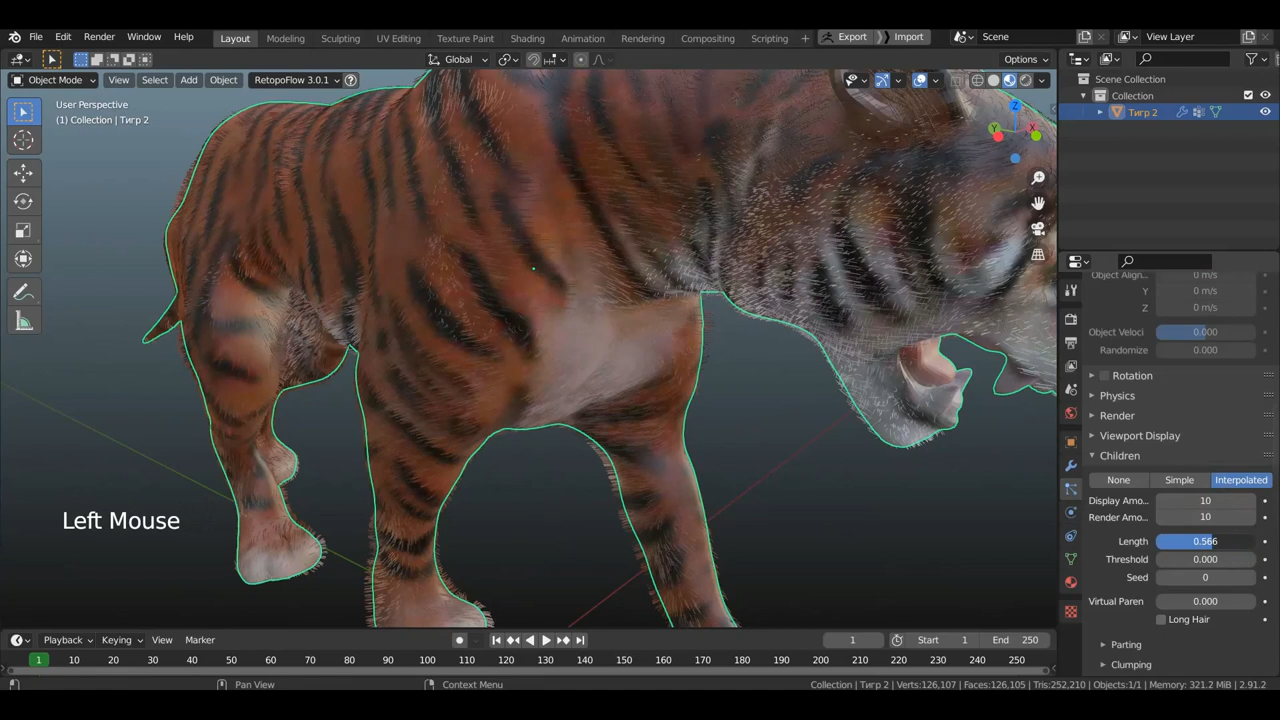 File Edit Render Window Help Layout Modeling Sculpting UV Editing Texture Paint Shading Animation Rendering Compositing Scripting + Export Import Scene View Layer
Global Options
Object Mode View Select Add Object RetopoFlow 3.0.1
Scene Collection
Collection
Тигр 2
User Perspective
(1) Collection | Тигр 2
Z
Y X
Object Align... 0 m/s
Y 0 m/s
Z 0 m/s
Object Veloci 0.000
Randomize 0.000
Rotation
Physics
Render
Viewport Display
Children
None Simple Interpolated
Display Amo... 10
Render Amo... 10
Length 0.566
Threshold 0.000
Seed 0
Virtual Paren 0.000
Long Hair
Parting
Clumping
Left Mouse
Playback Keying View Marker 1 Start 1 End 250
1 10 20 30 40 50 60 70 80 90 100 110 120 130 140 150 160 170 180 190 200 210 220 230 240 250
Pan View Context Menu Collection | Тигр 2 | Verts:126,107 | Faces:126,105 | Tris:252,210 | Objects:1/1 | Memory: 321.2 MiB | 2.91.2